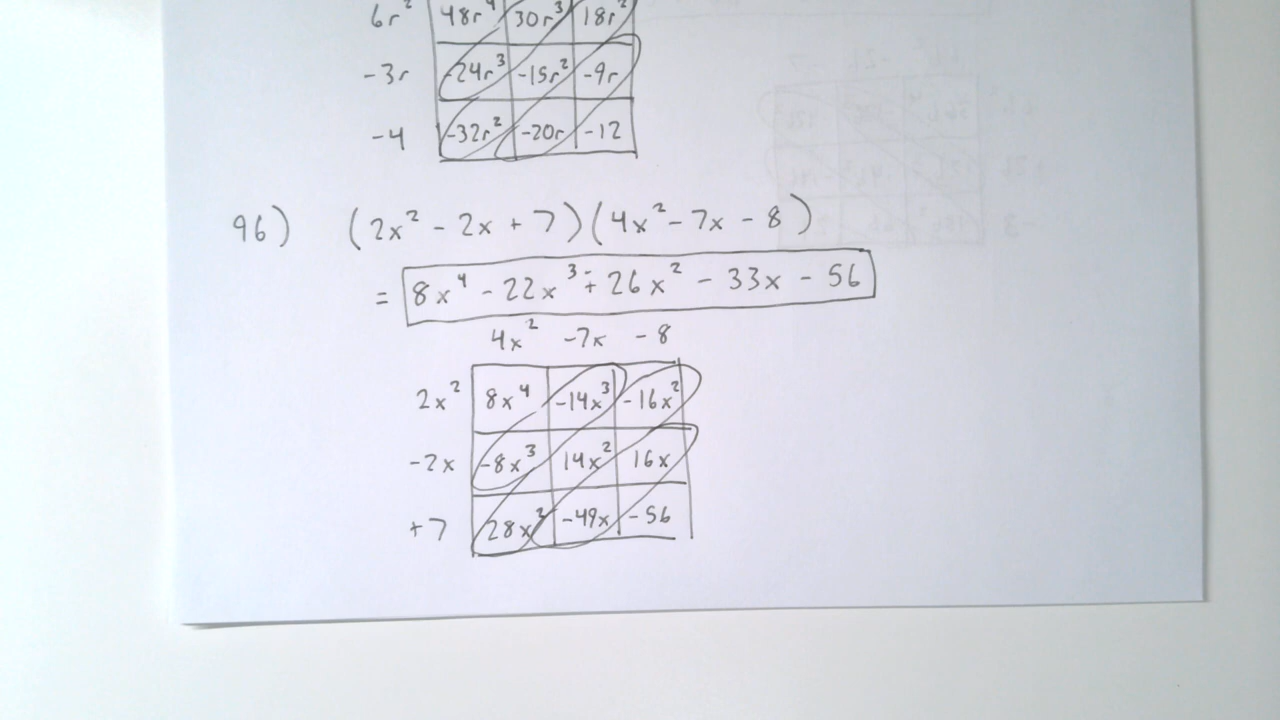 6r² 48r⁴ 30r³ 18r²
-3r -24r³ -15r² -9r
-4 -32r² -20r -12
96) (2x² - 2x + 7)(4x² - 7x - 8)
= 8x⁴ - 22x³ + 26x² - 33x - 56
4x² -7x -8
2x² 8x⁴ -14x³ -16x²
-2x -8x³ 14x² 16x
+7 28x² -49x -56